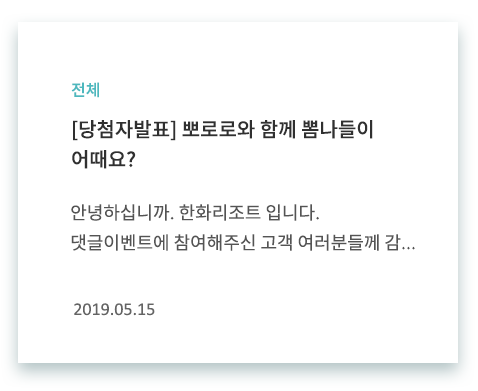 전체
[당첨자발표] 뽀로로와 함께 뽐나들이
어때요?
안녕하십니까. 한화리조트 입니다.
댓글이벤트에 참여해주신 고객 여러분들께 감...
2019.05.15